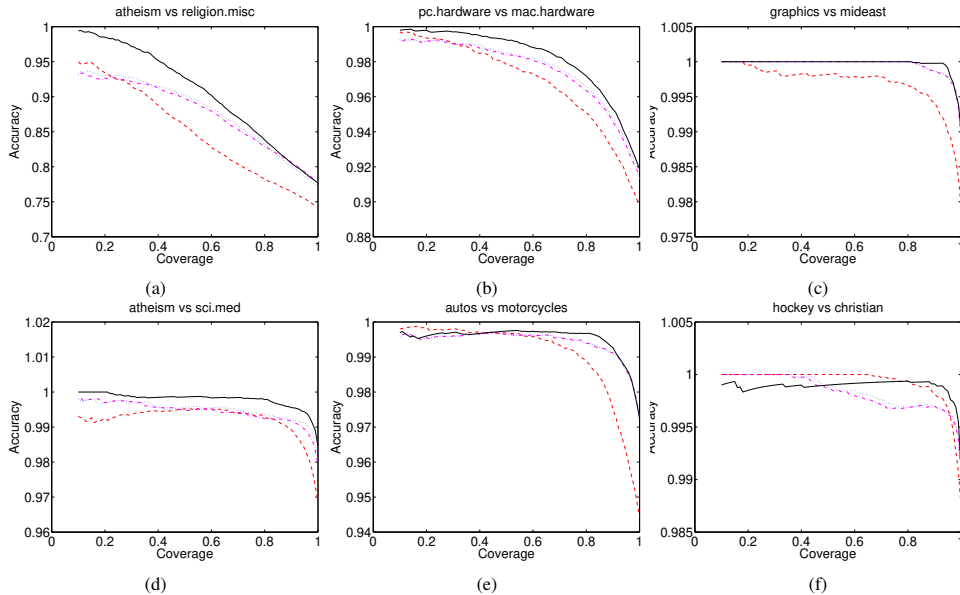 atheism vs religion.misc
1
0.95
0.9
0.85
0.8
0.75
0.7
Accuracy
0 0.2 0.4 0.6 0.8 1
Coverage
(a)
pc.hardware vs mac.hardware
1
0.98
0.96
0.94
0.92
0.9
0.88
Accuracy
0 0.2 0.4 0.6 0.8 1
Coverage
(b)
graphics vs mideast
1.005
1
0.995
0.99
0.985
0.98
0.975
Accuracy
0 0.2 0.4 0.6 0.8 1
Coverage
(c)
atheism vs sci.med
1.02
1.01
1
0.99
0.98
0.97
0.96
Accuracy
0 0.2 0.4 0.6 0.8 1
Coverage
(d)
autos vs motorcycles
1
0.99
0.98
0.97
0.96
0.95
0.94
Accuracy
0 0.2 0.4 0.6 0.8 1
Coverage
(e)
hockey vs christian
1.005
1
0.995
0.99
0.985
Accuracy
0 0.2 0.4 0.6 0.8 1
Coverage
(f)